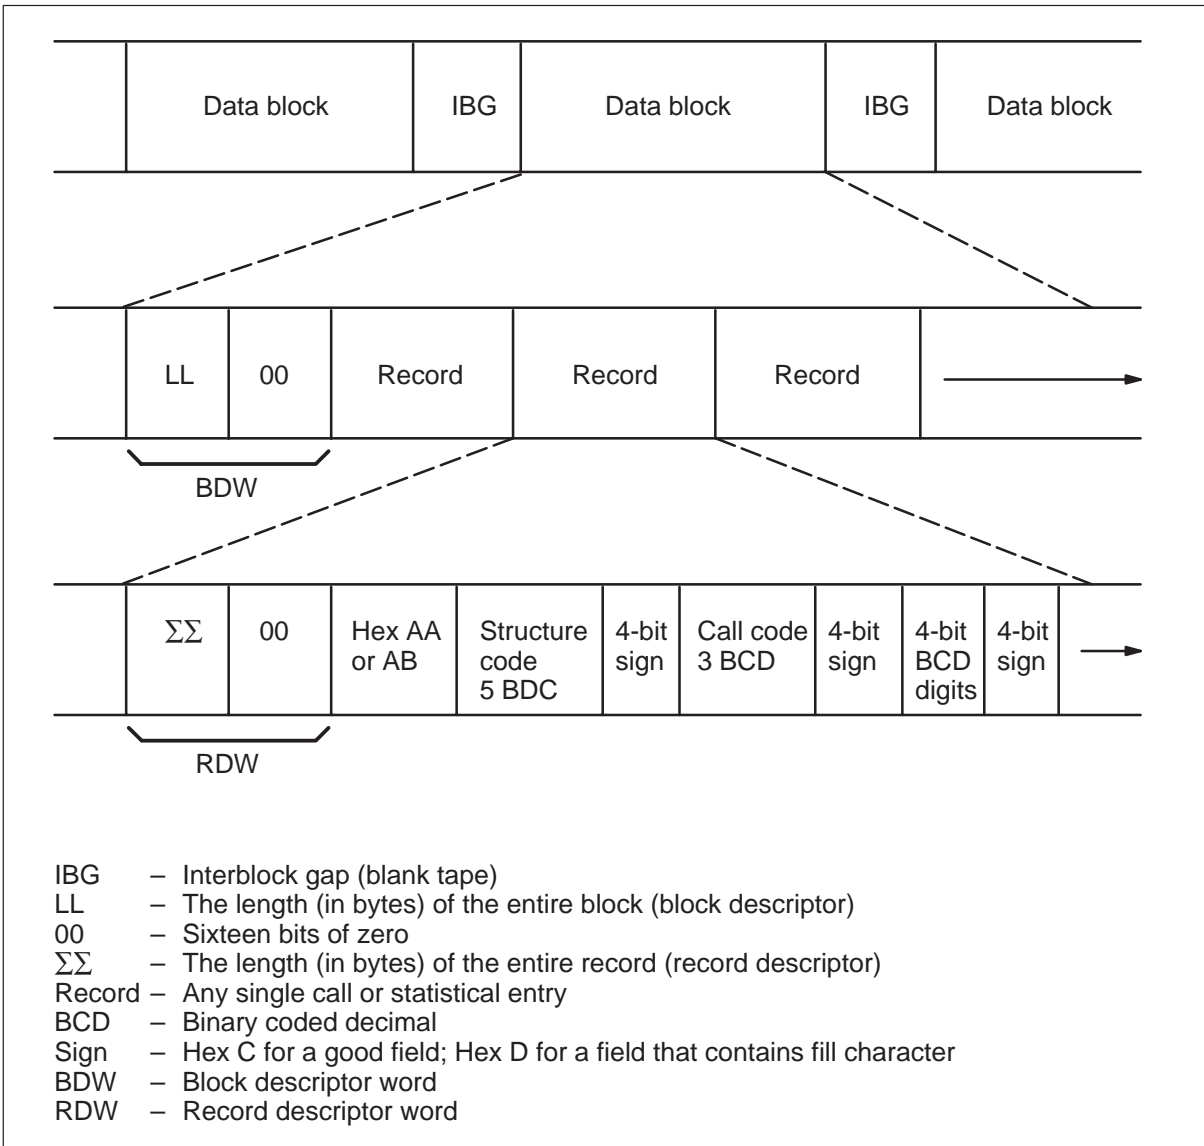 Data block IBG Data block IBG Data block
LL 00 Record Record Record
BDW
ΣΣ 00 Hex AA or AB Structure code 5 BDC 4-bit sign Call code 3 BCD 4-bit sign 4-bit BCD digits 4-bit sign
RDW
IBG – Interblock gap (blank tape)
LL – The length (in bytes) of the entire block (block descriptor)
00 – Sixteen bits of zero
ΣΣ – The length (in bytes) of the entire record (record descriptor)
Record – Any single call or statistical entry
BCD – Binary coded decimal
Sign – Hex C for a good field; Hex D for a field that contains fill character
BDW – Block descriptor word
RDW – Record descriptor word